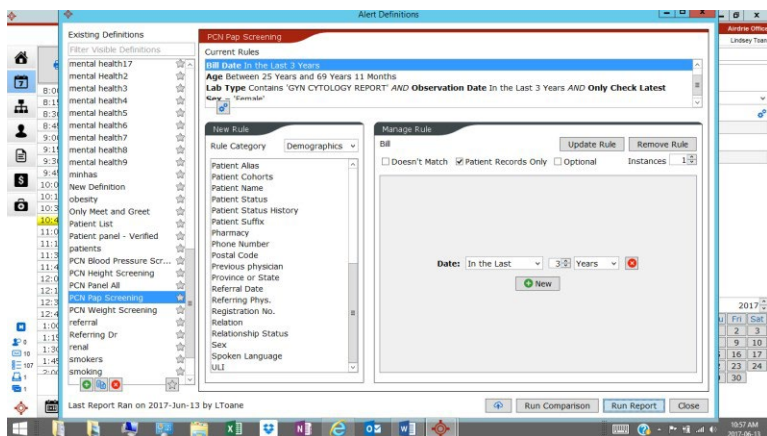 Alert Definitions
Airdrie Office
Existing Definitions
Filter Visible Definitions
mental health17
mental Health2
mental health3
mental health4
mental health5
mental health6
mental health7
mental health8
mental health9
minhas
New Definition
obesity
Only Meet and Greet
Patient List
Patient panel - Verified
patients
PCN Blood Pressure Scr...
PCN Height Screening
PCN Panel All
PCN Pap Screening
PCN Weight Screening
referral
Referring Dr
renal
smokers
smoking
PCN Pap Screening
Current Rules
Bill Date In the Last 3 Years
Age Between 25 Years and 69 Years 11 Months
Lab Type Contains 'GYN CYTOLOGY REPORT' AND Observation Date In the Last 3 Years AND Only Check Latest
Sex = 'Female'
New Rule
Rule Category Demographics
Patient Alias
Patient Cohorts
Patient Name
Patient Status
Patient Status History
Patient Suffix
Pharmacy
Phone Number
Postal Code
Previous physician
Province or State
Referral Date
Referring Phys.
Registration No.
Relation
Relationship Status
Sex
Spoken Language
ULI
Manage Rule
Bill Update Rule Remove Rule
Doesn't Match Patient Records Only Optional Instances 1
Date: In the Last 3 Years
New
Last Report Ran on 2017-Jun-13 by LToane
Run Comparison Run Report Close
2017
Fri Sat
2 3
9 10
16 17
23 24
30
10:57 AM
2017-06-13